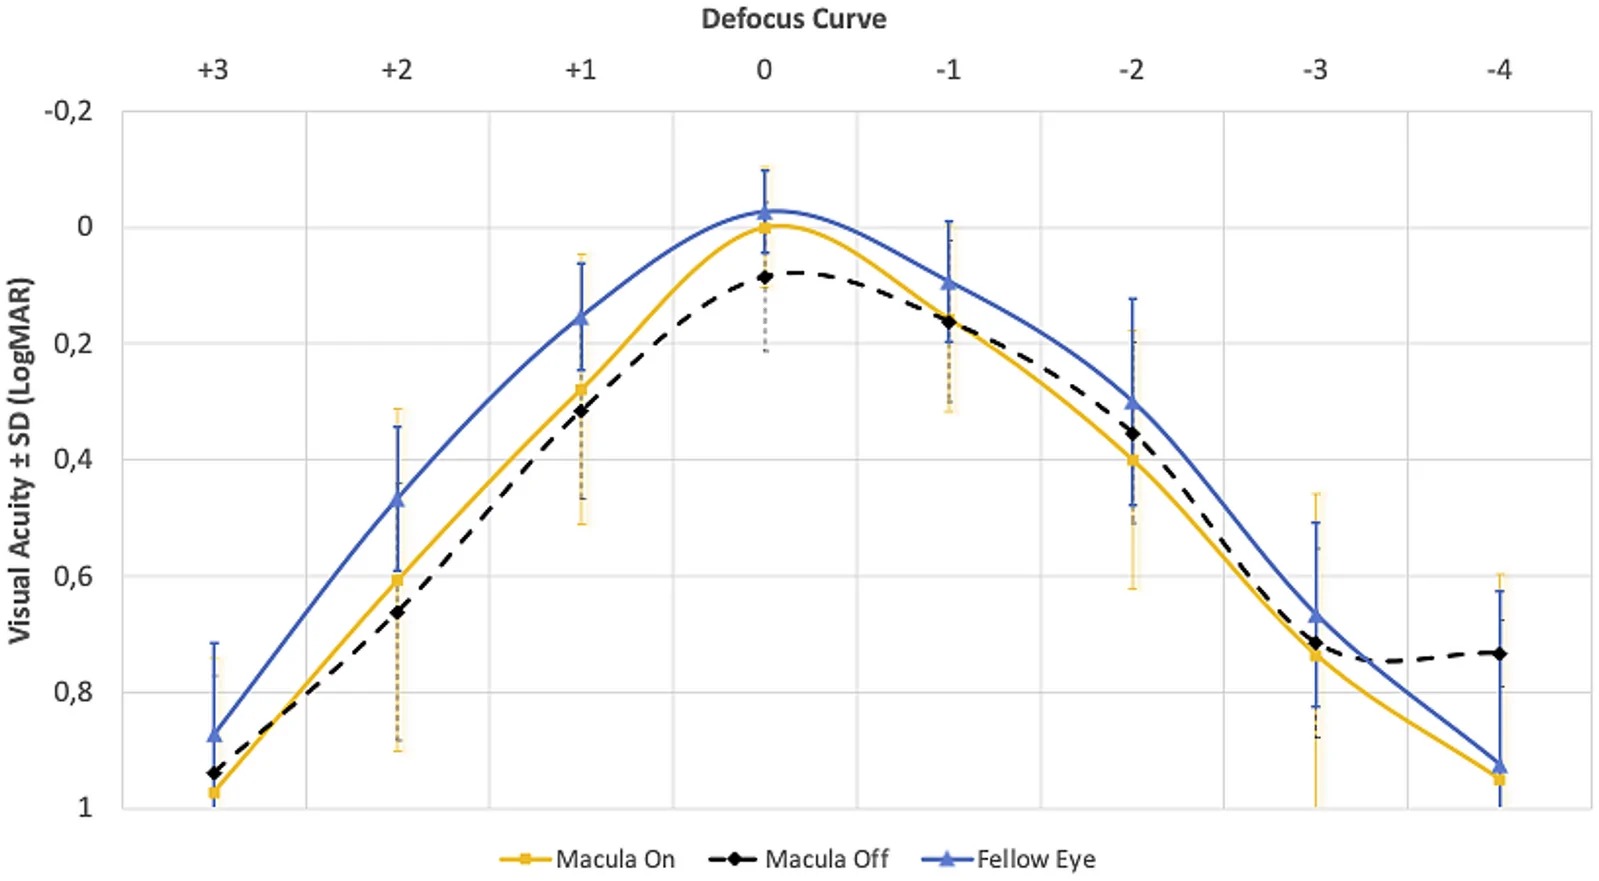 Defocus Curve
+3 +2 +1 0 -1 -2 -3 -4
-0,2
0
0,2
0,4
0,6
0,8
1
Visual Acuity ± SD (LogMAR)
Macula On Macula Off Fellow Eye